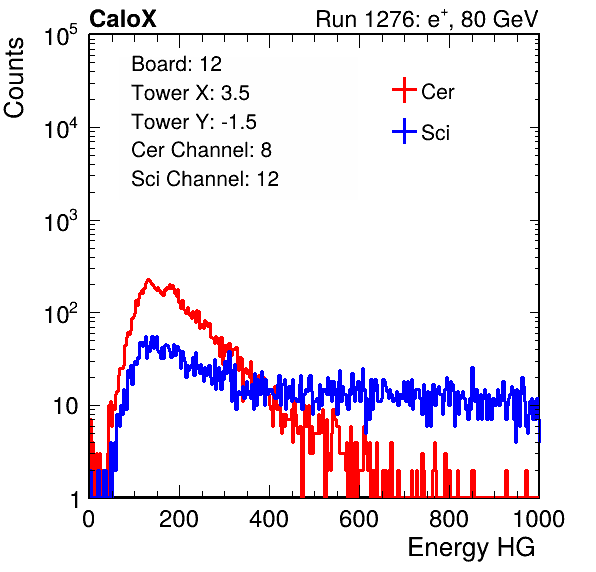 CaloX Run 1276: e⁺, 80 GeV
Counts
10⁵
10⁴
10³
10²
10
1
Board: 12
Tower X: 3.5
Tower Y: -1.5
Cer Channel: 8
Sci Channel: 12
Cer
Sci
0 200 400 600 800 1000
Energy HG